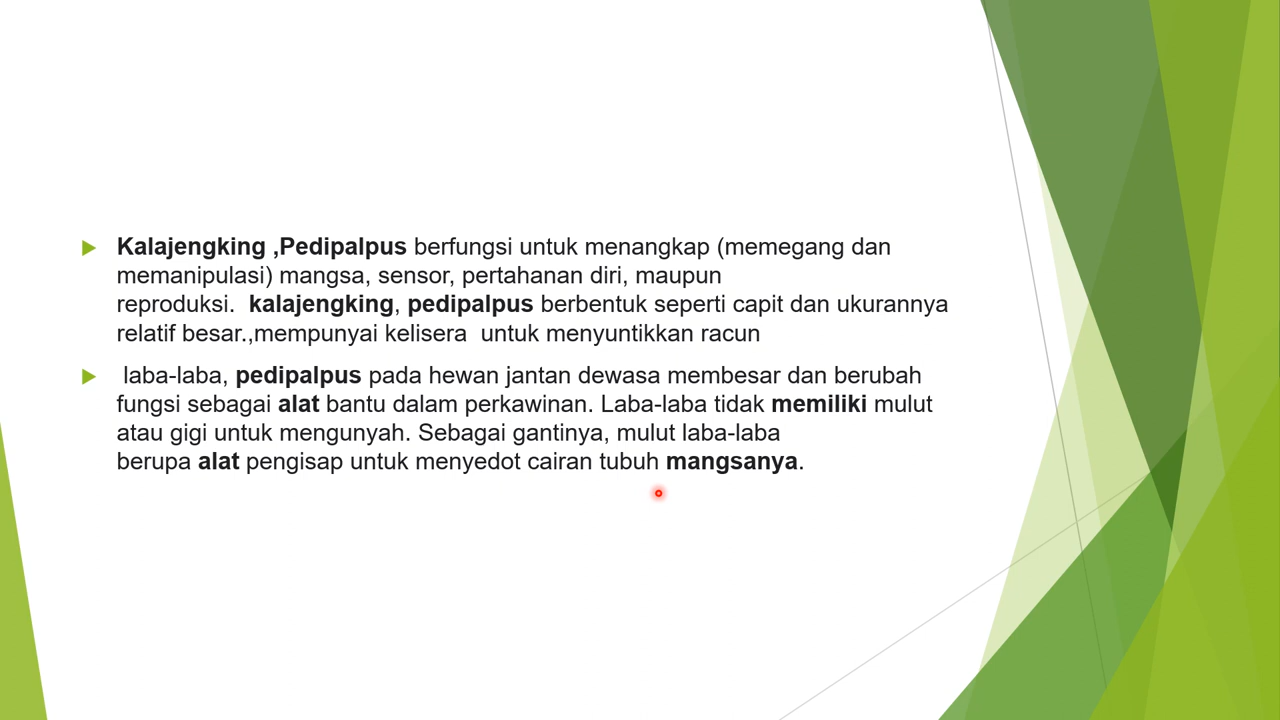 Kalajengking ,Pedipalpus berfungsi untuk menangkap (memegang dan
memanipulasi) mangsa, sensor, pertahanan diri, maupun
reproduksi.  kalajengking, pedipalpus berbentuk seperti capit dan ukurannya
relatif besar.,mempunyai kelisera  untuk menyuntikkan racun
laba-laba, pedipalpus pada hewan jantan dewasa membesar dan berubah
fungsi sebagai alat bantu dalam perkawinan. Laba-laba tidak memiliki mulut
atau gigi untuk mengunyah. Sebagai gantinya, mulut laba-laba
berupa alat pengisap untuk menyedot cairan tubuh mangsanya.